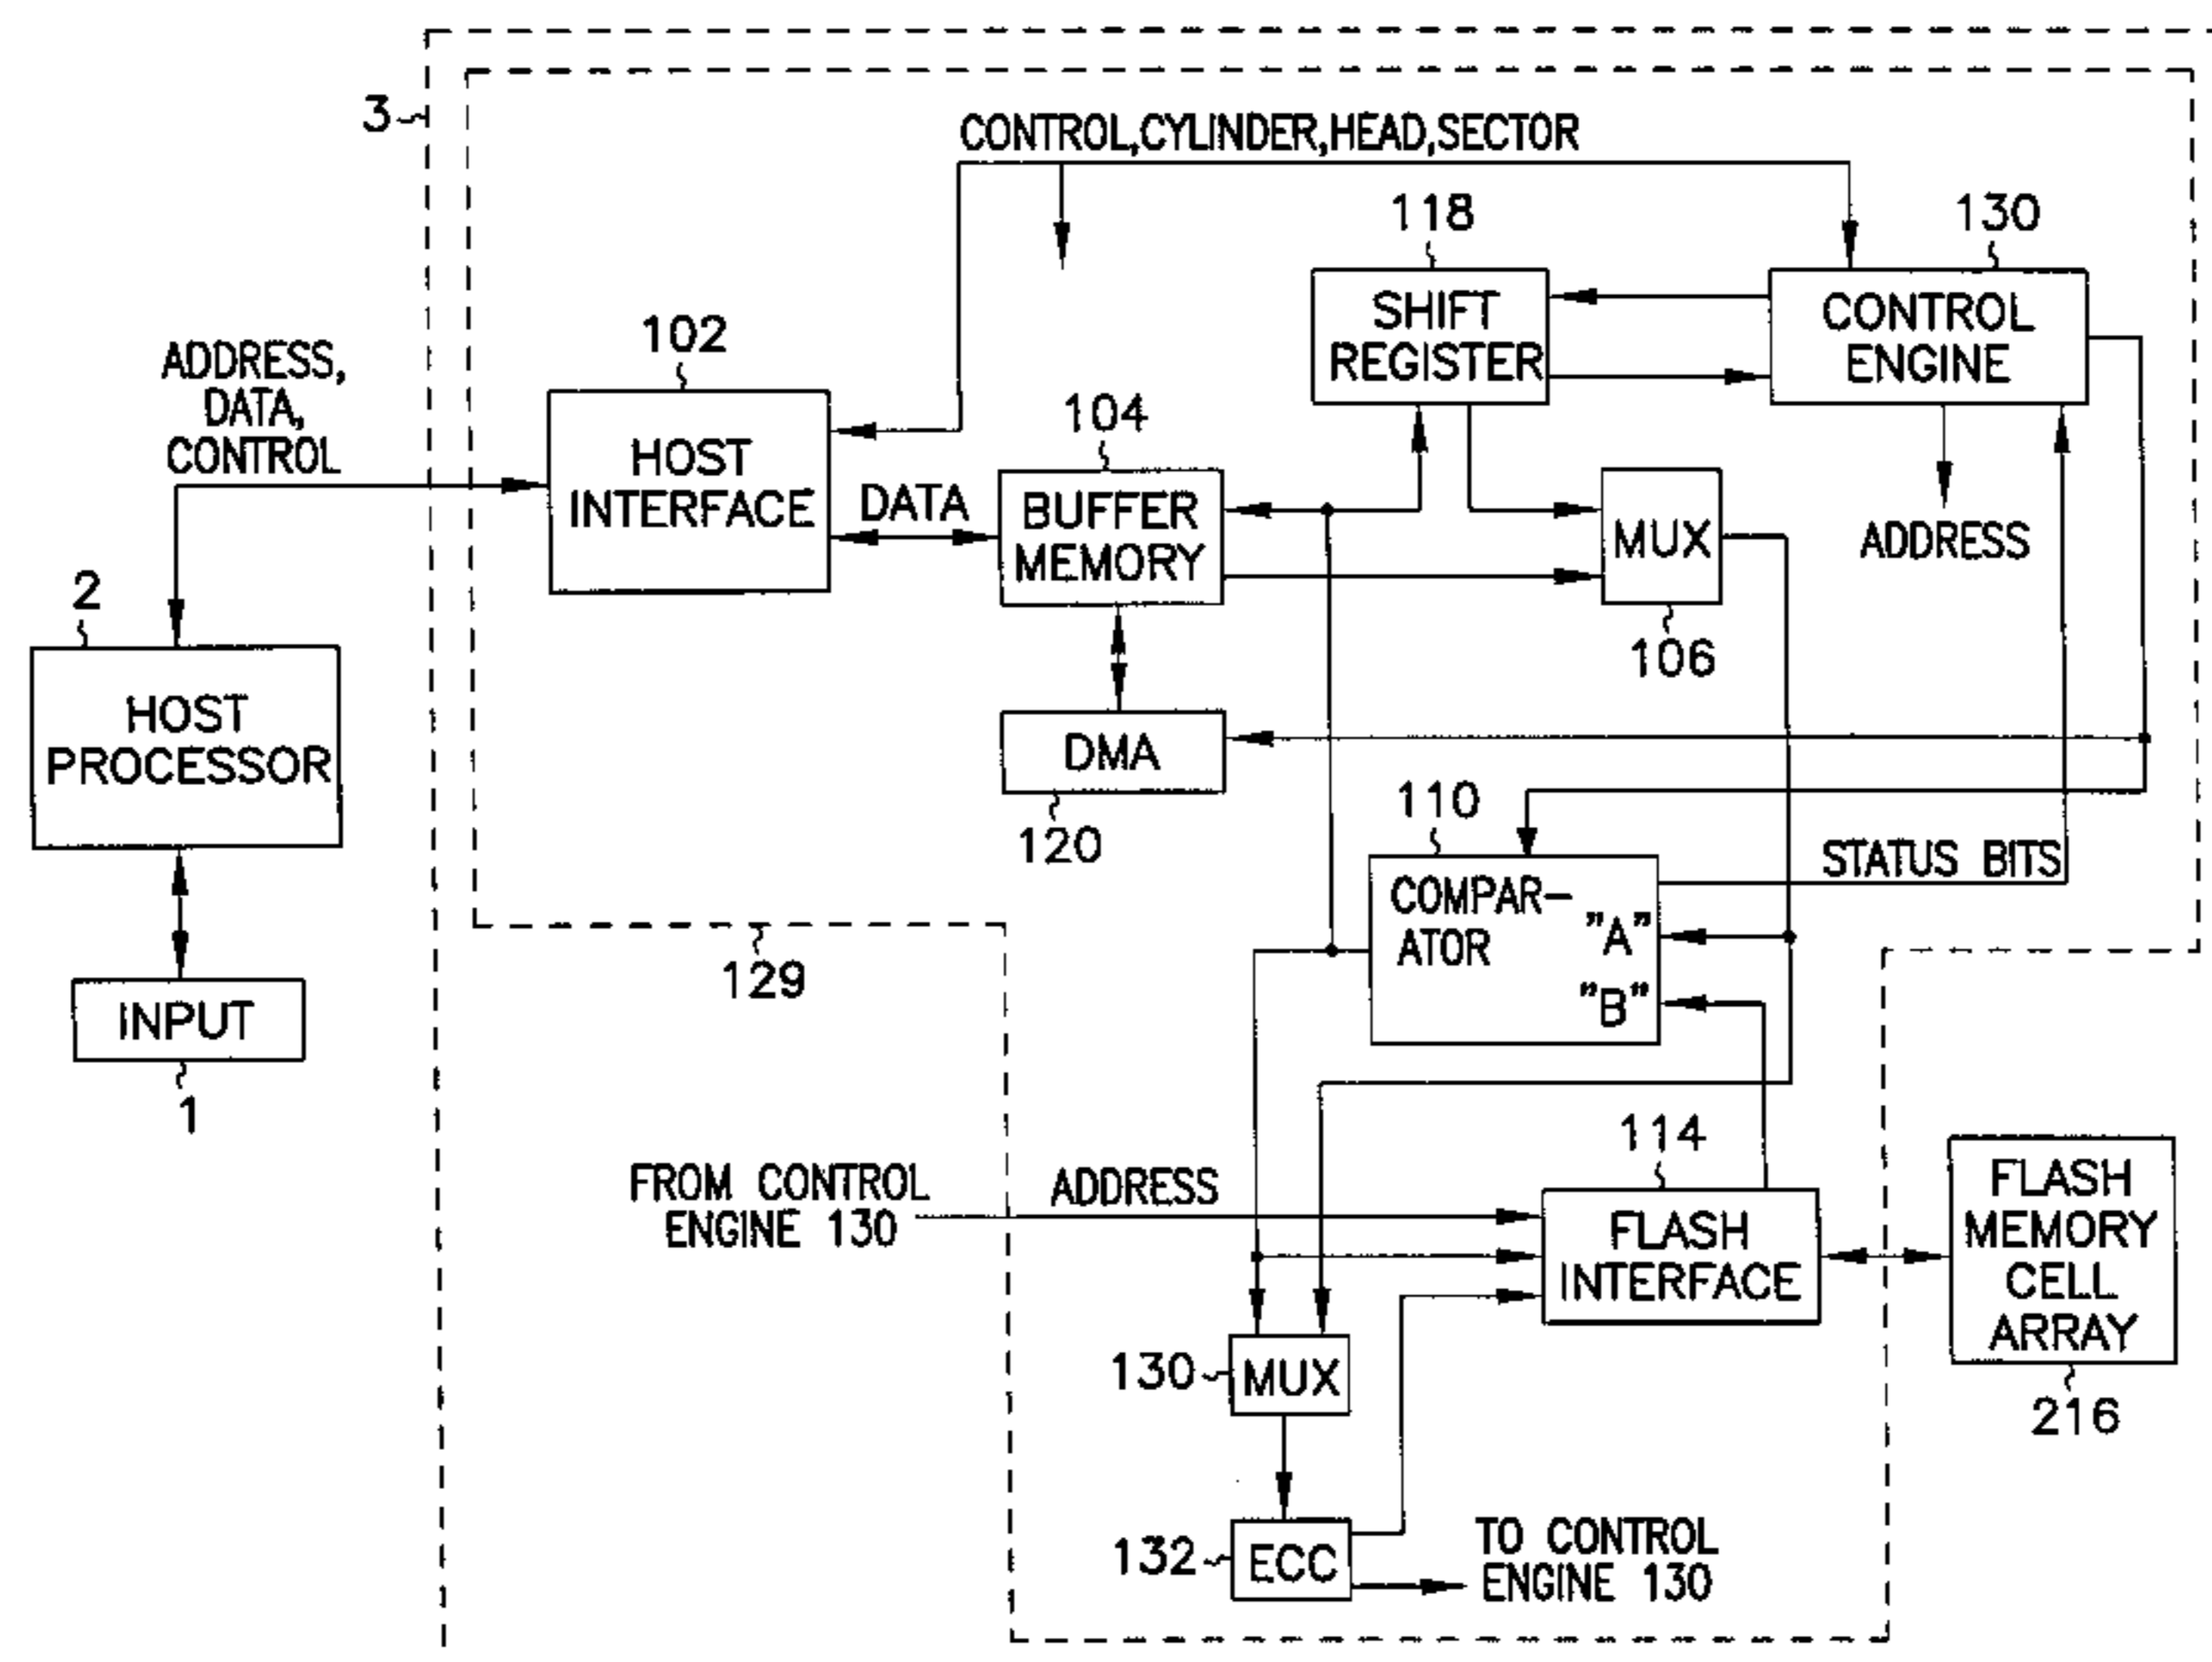 3
CONTROL,CYLINDER,HEAD,SECTOR
118
130
SHIFT
REGISTER
CONTROL
ENGINE
102
ADDRESS,
DATA,
CONTROL
HOST
INTERFACE
DATA
104
BUFFER
MEMORY
MUX
106
ADDRESS
2
HOST
PROCESSOR
DMA
120
110
COMPAR-
ATOR
"A"
"B"
STATUS BITS
129
INPUT
1
FROM CONTROL
ENGINE 130
ADDRESS
114
FLASH
INTERFACE
FLASH
MEMORY
CELL
ARRAY
216
130
MUX
132
ECC
TO CONTROL
ENGINE 130